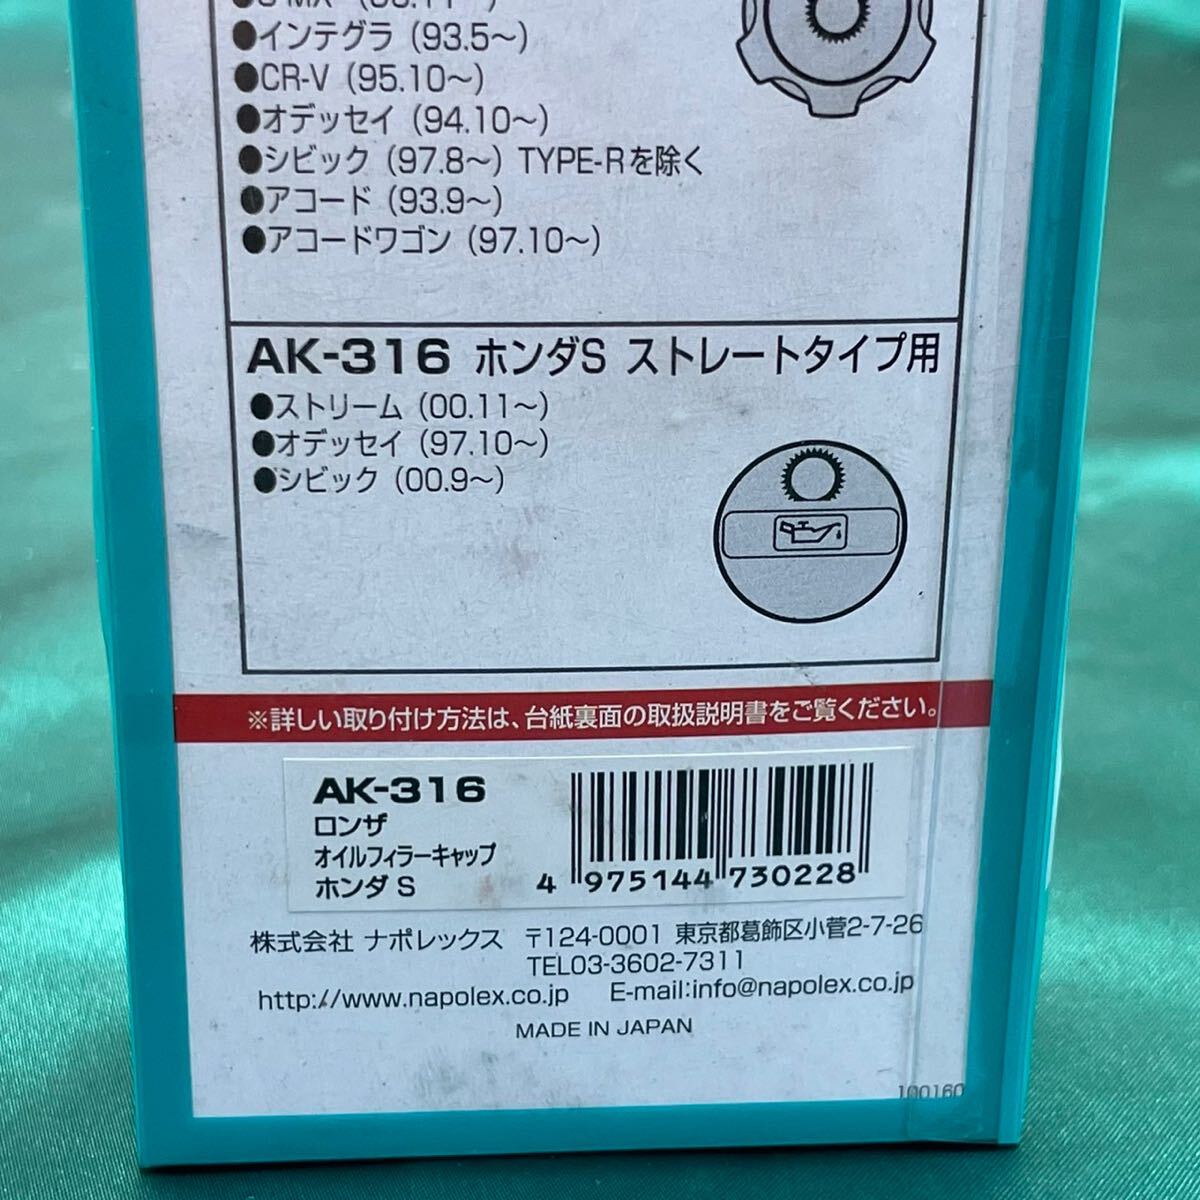 S-MX (96.11~)
●インテグラ (93.5~)
●CR-V (95.10~)
●オデッセイ (94.10~)
●シビック (97.8~) TYPE-Rを除く
●アコード (93.9~)
●アコードワゴン (97.10~)
AK-316 ホンダS ストレートタイプ用
●ストリーム (00.11~)
●オデッセイ (97.10~)
●シビック (00.9~)
※詳しい取り付け方法は、台紙裏面の取扱説明書をご覧ください。
AK-316
ロンザ
オイルフィラーキャップ
ホンダ S
4 975144 730228
株式会社 ナポレックス 〒124-0001 東京都葛飾区小菅2-7-26
TEL03-3602-7311
http://www.napolex.co.jp E-mail:info@napolex.co.jp
MADE IN JAPAN
100160